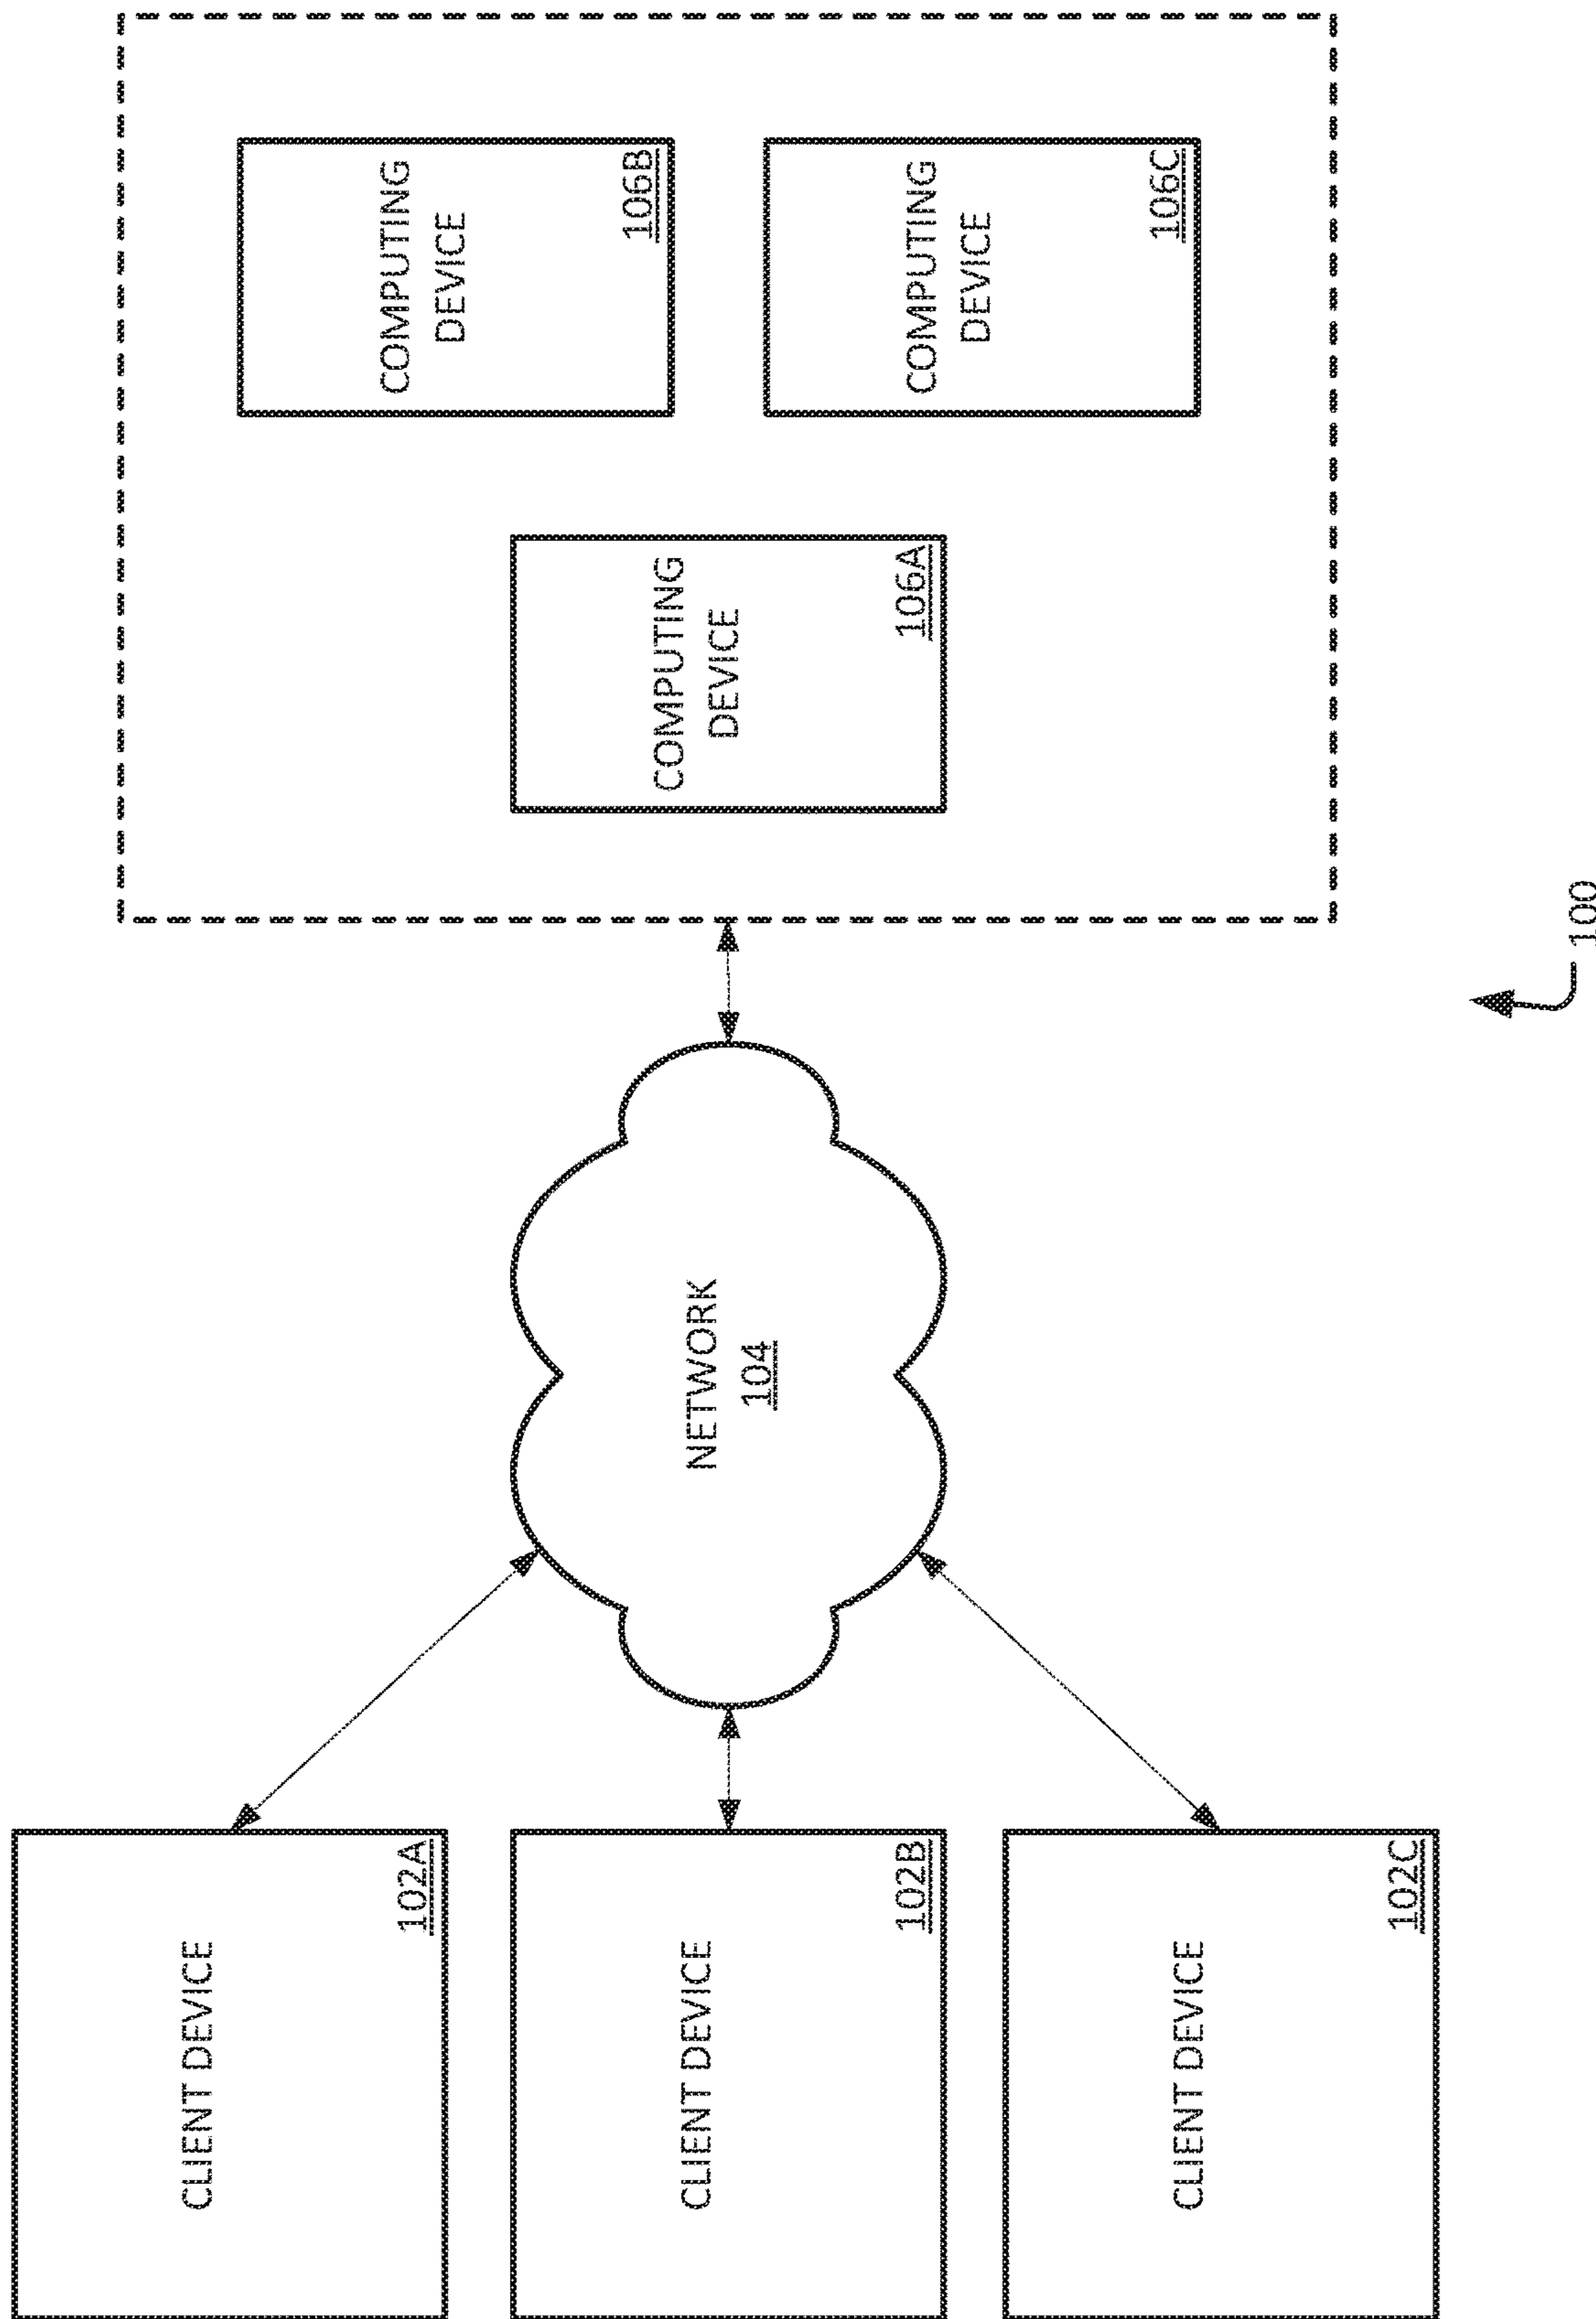 CLIENT DEVICE
102A
CLIENT DEVICE
102B
CLIENT DEVICE
102C
NETWORK
104
COMPUTING
DEVICE
106A
COMPUTING
DEVICE
106B
COMPUTING
DEVICE
106C
100